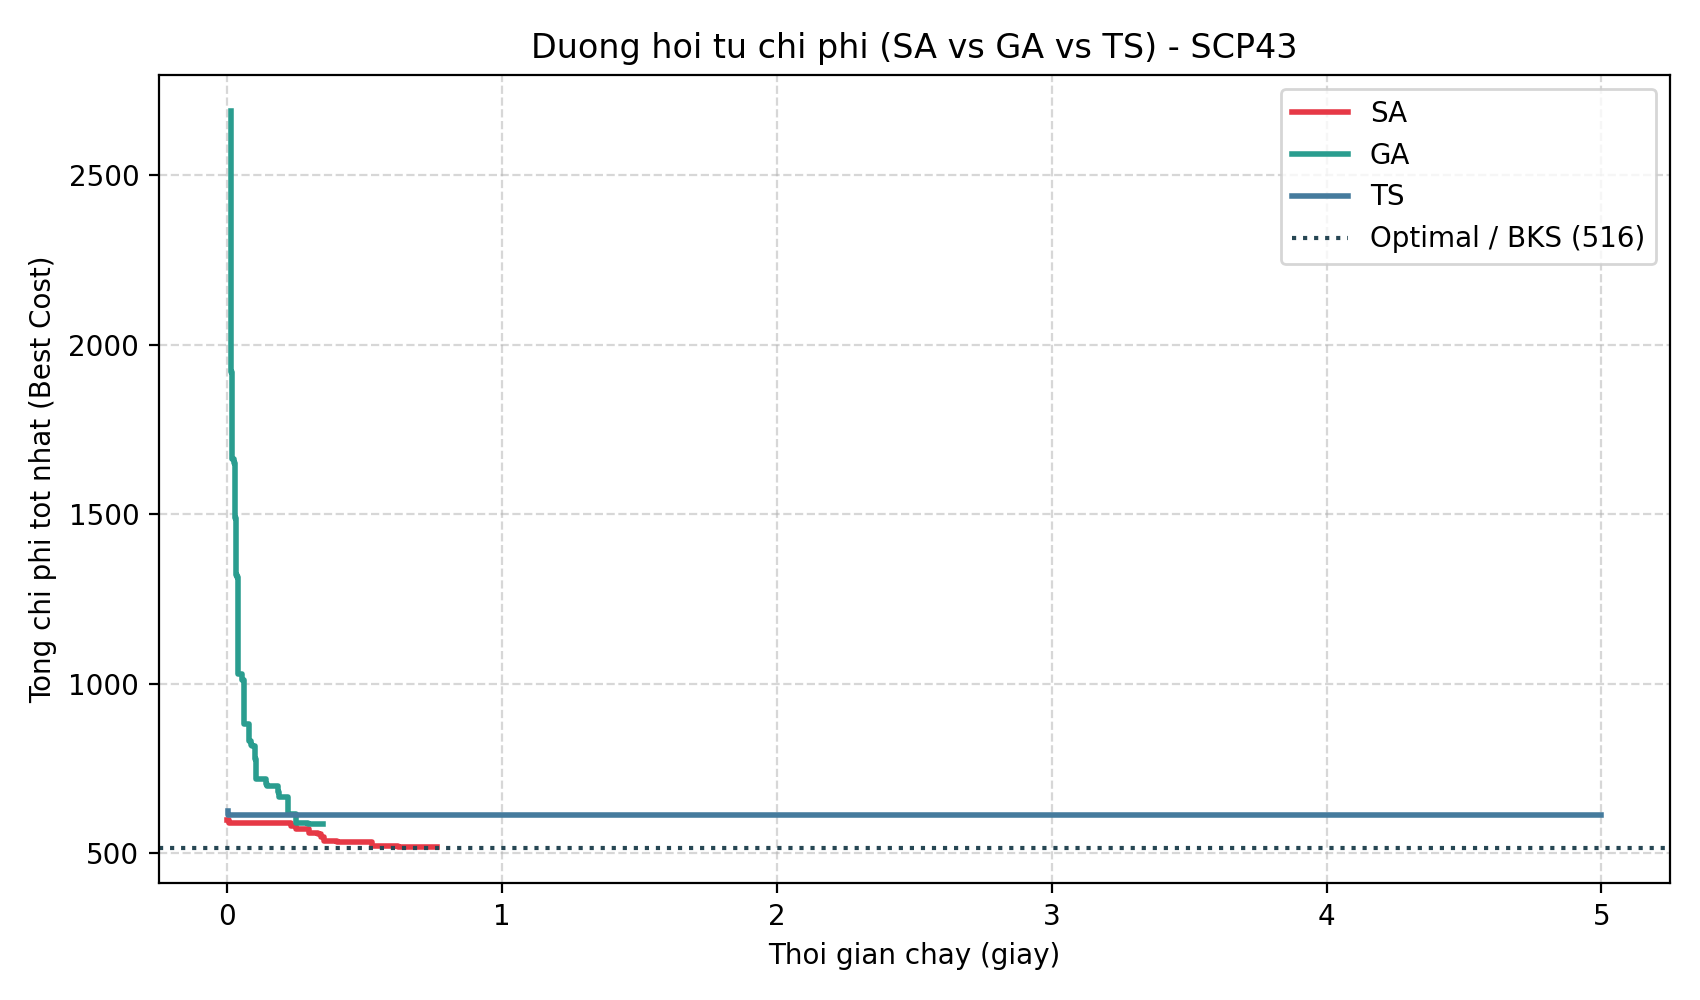 Duong hoi tu chi phi (SA vs GA vs TS) - SCP43
SA
GA
TS
Optimal / BKS (516)
Tong chi phi tot nhat (Best Cost)
2500
2000
1500
1000
500
0
1
2
3
4
5
Thoi gian chay (giay)